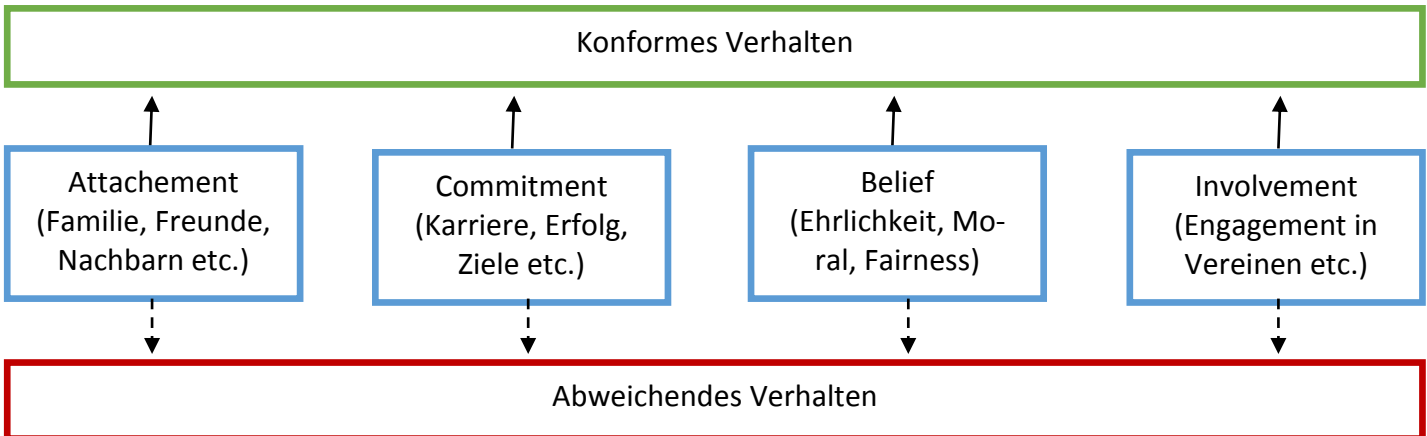 Konformes Verhalten
Attachement
(Familie, Freunde,
Nachbarn etc.)
Commitment
(Karriere, Erfolg,
Ziele etc.)
Belief
(Ehrlichkeit, Mo-
ral, Fairness)
Involvement
(Engagement in
Vereinen etc.)
Abweichendes Verhalten